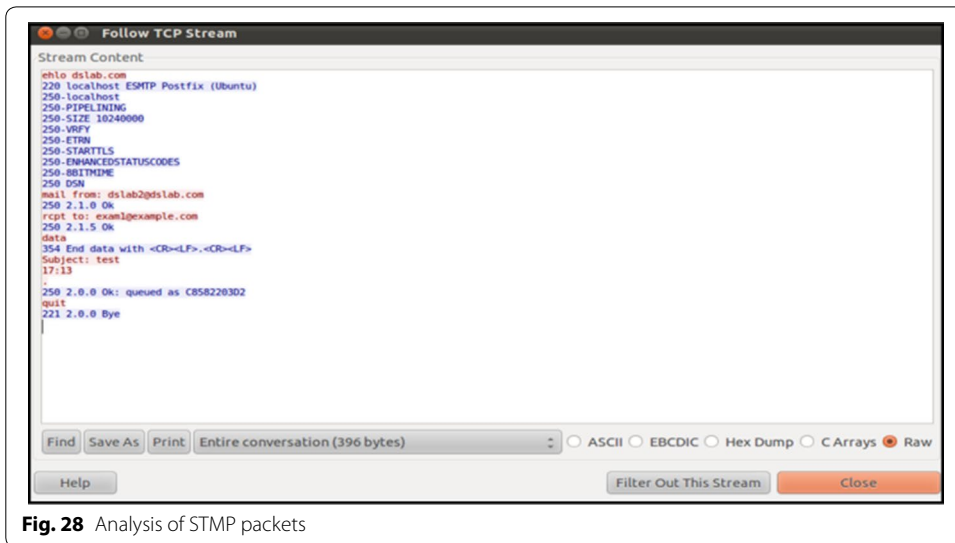 Follow TCP Stream
Stream Content
ehlo dslab.com
220 localhost ESMTP Postfix (Ubuntu)
250-localhost
250-PIPELINING
250-SIZE 10240000
250-VRFY
250-ETRN
250-STARTTLS
250-ENHANCEDSTATUSCODES
250-8BITMIME
250 DSN
mail from: dslab2@dslab.com
250 2.1.0 Ok
rcpt to: exam1@example.com
250 2.1.5 Ok
data
354 End data with <CR><LF>.<CR><LF>
Subject: test
17:13
.
250 2.0.0 Ok: queued as C8582203D2
quit
221 2.0.0 Bye
Find Save As Print Entire conversation (396 bytes) ASCII EBCDIC Hex Dump C Arrays Raw
Help Filter Out This Stream Close
Fig. 28 Analysis of STMP packets